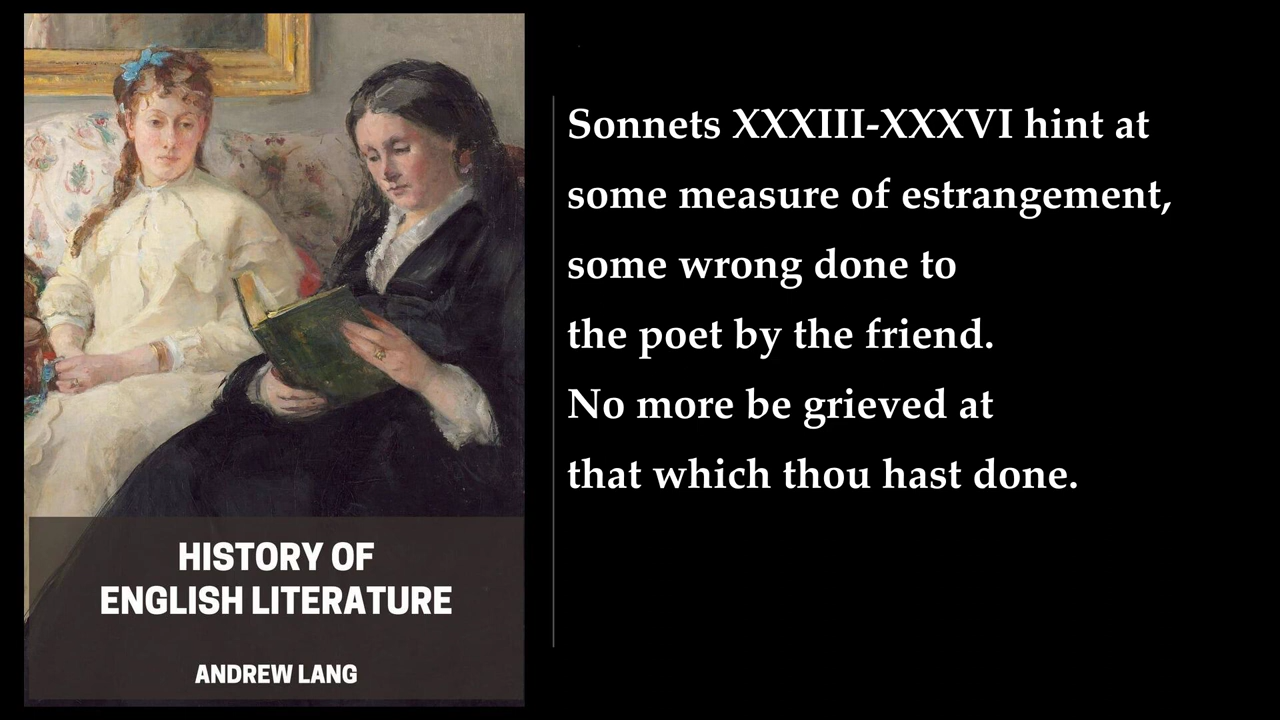 HISTORY OF
ENGLISH LITERATURE
ANDREW LANG
Sonnets XXXIII-XXXVI hint at
some measure of estrangement,
some wrong done to
the poet by the friend.
No more be grieved at
that which thou hast done.